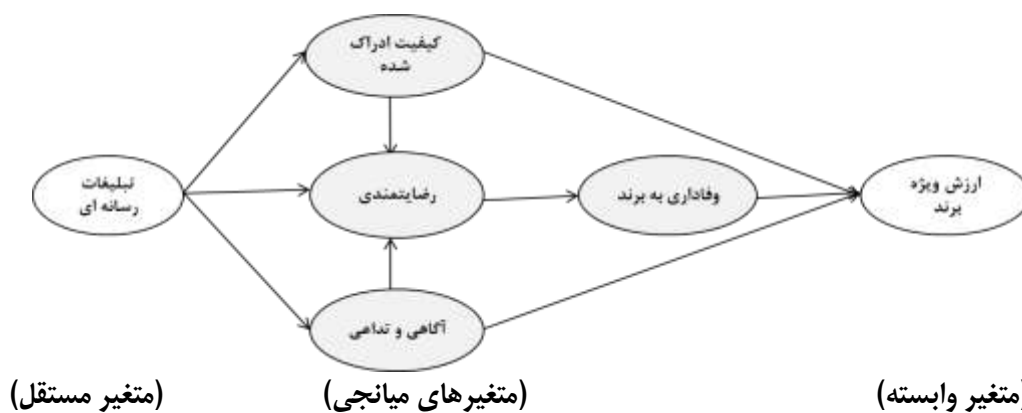 کیفیت ادراک
شده
تبلیغات
رسانه ای
رضایتمندی
وفاداری به برند
ارزش ویژه
برند
آگاهی و تداعی
(متغیر مستقل)
(متغیرهای میانجی)
(متغیر وابسته)